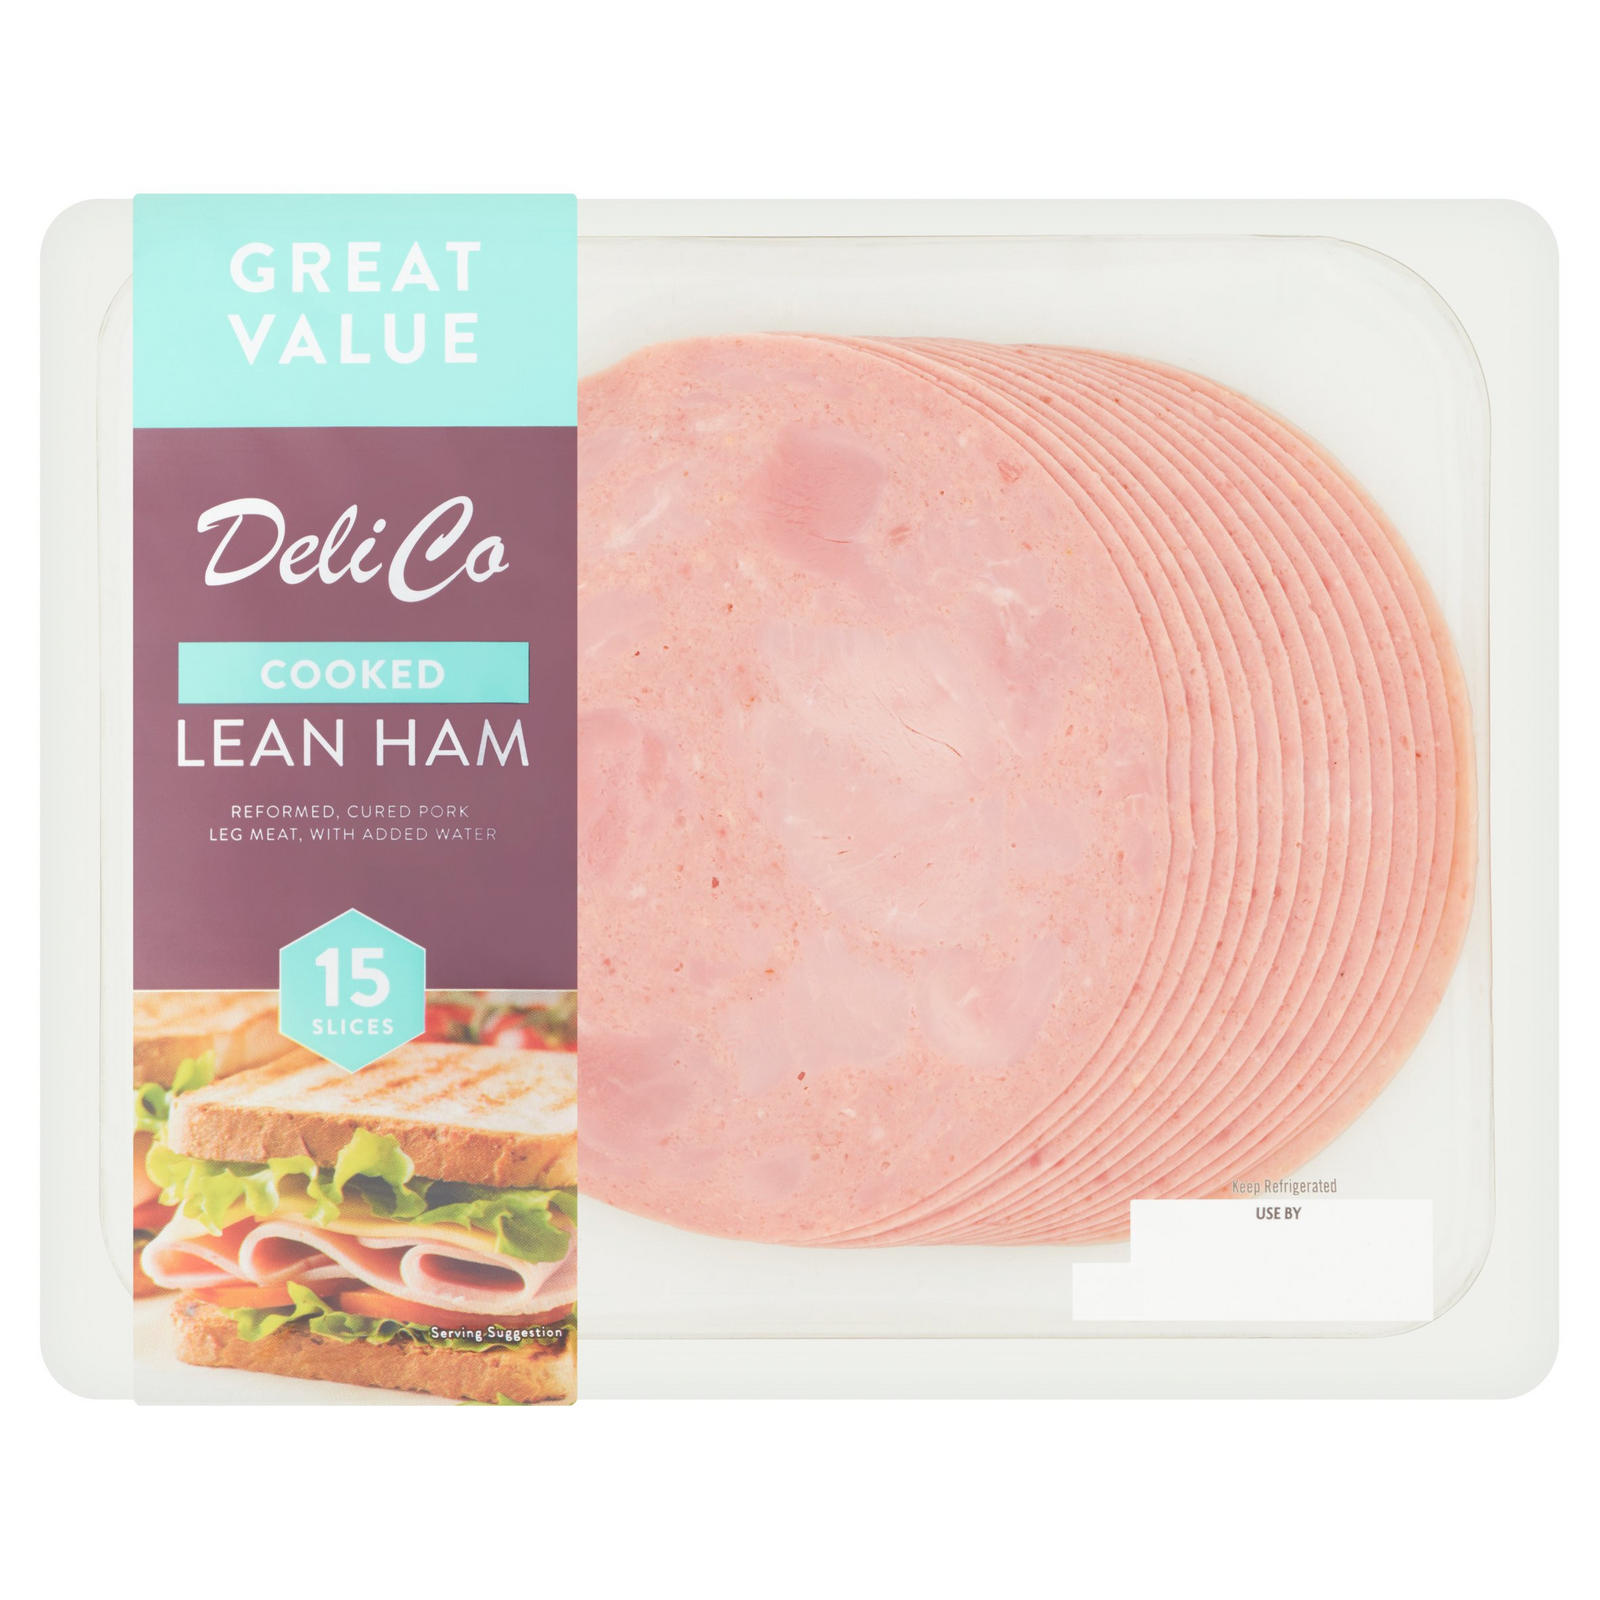 GREAT
VALUE
Deli Co
COOKED
LEAN HAM
REFORMED, CURED PORK
LEG MEAT, WITH ADDED WATER
15
SLICES
Serving Suggestion
Keep Refrigerated
USE BY